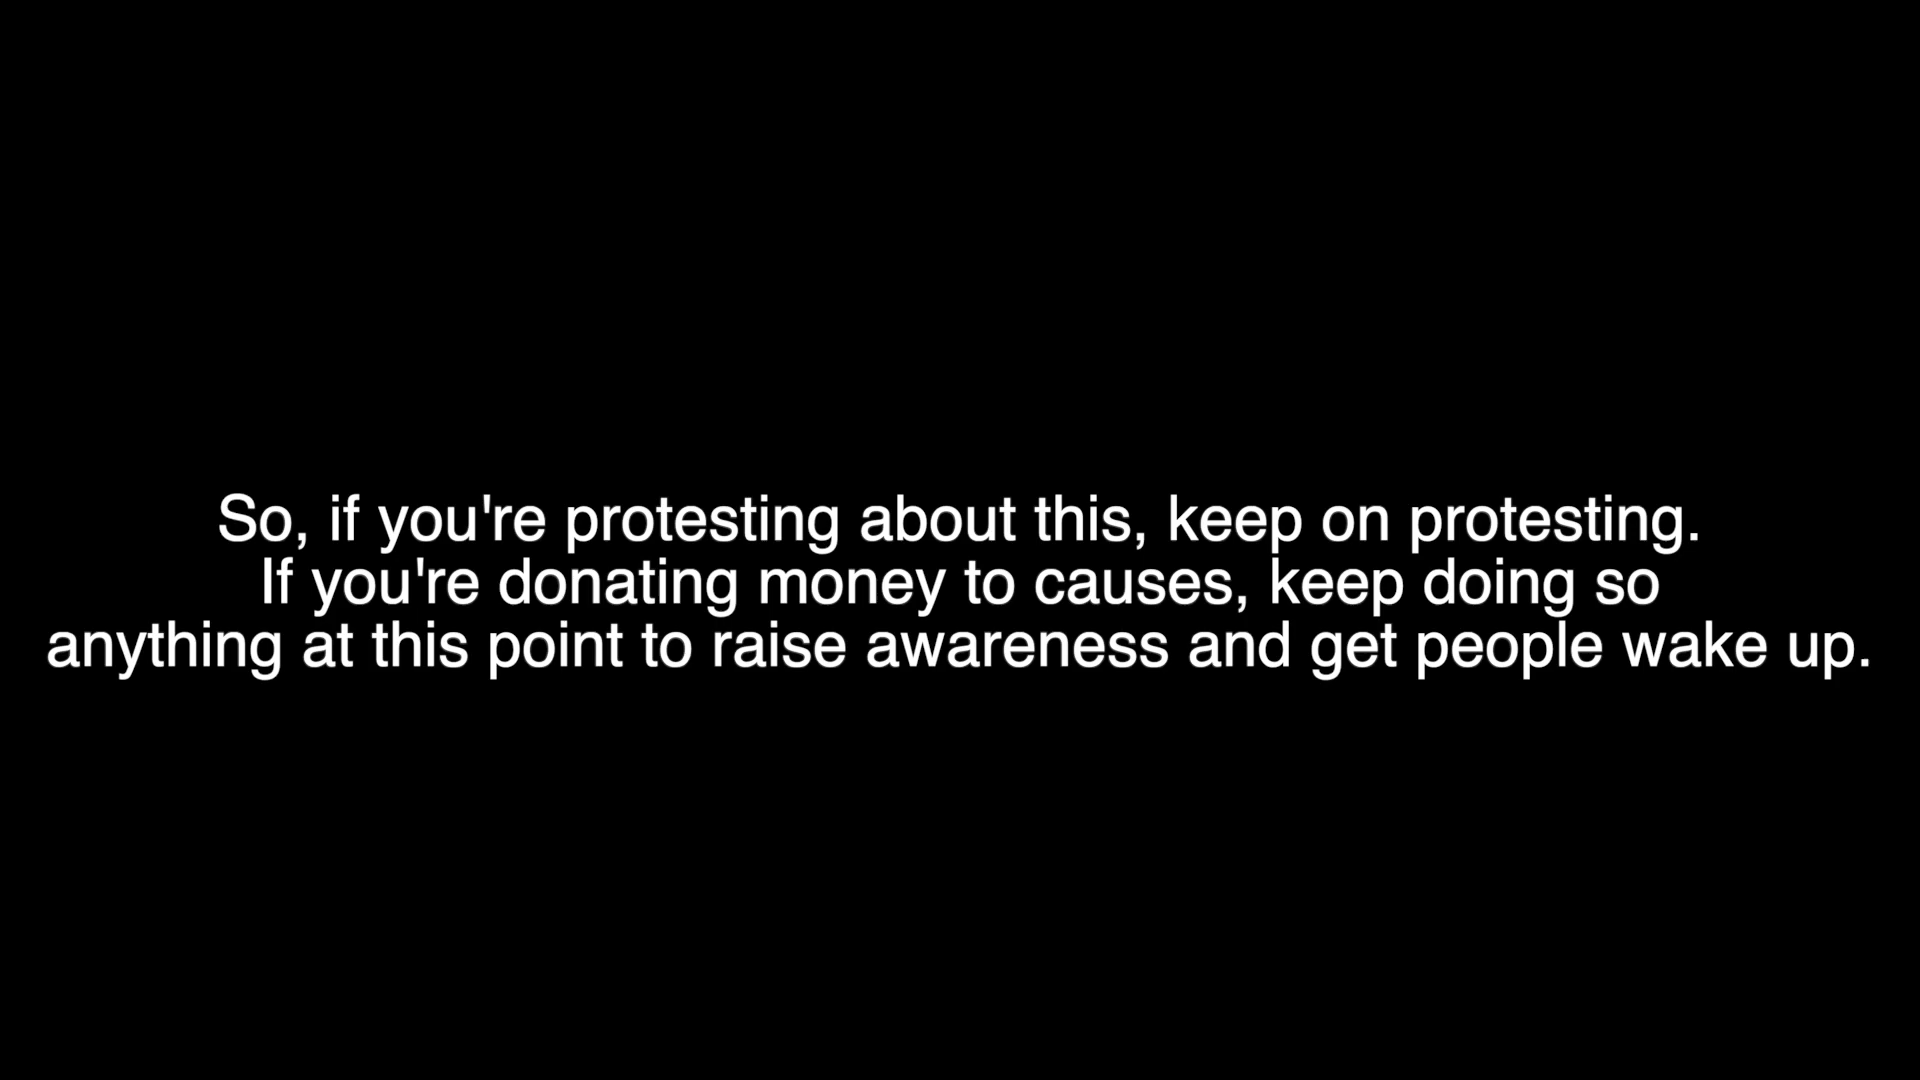 So, if you're protesting about this, keep on protesting.
If you're donating money to causes, keep doing so
anything at this point to raise awareness and get people wake up.